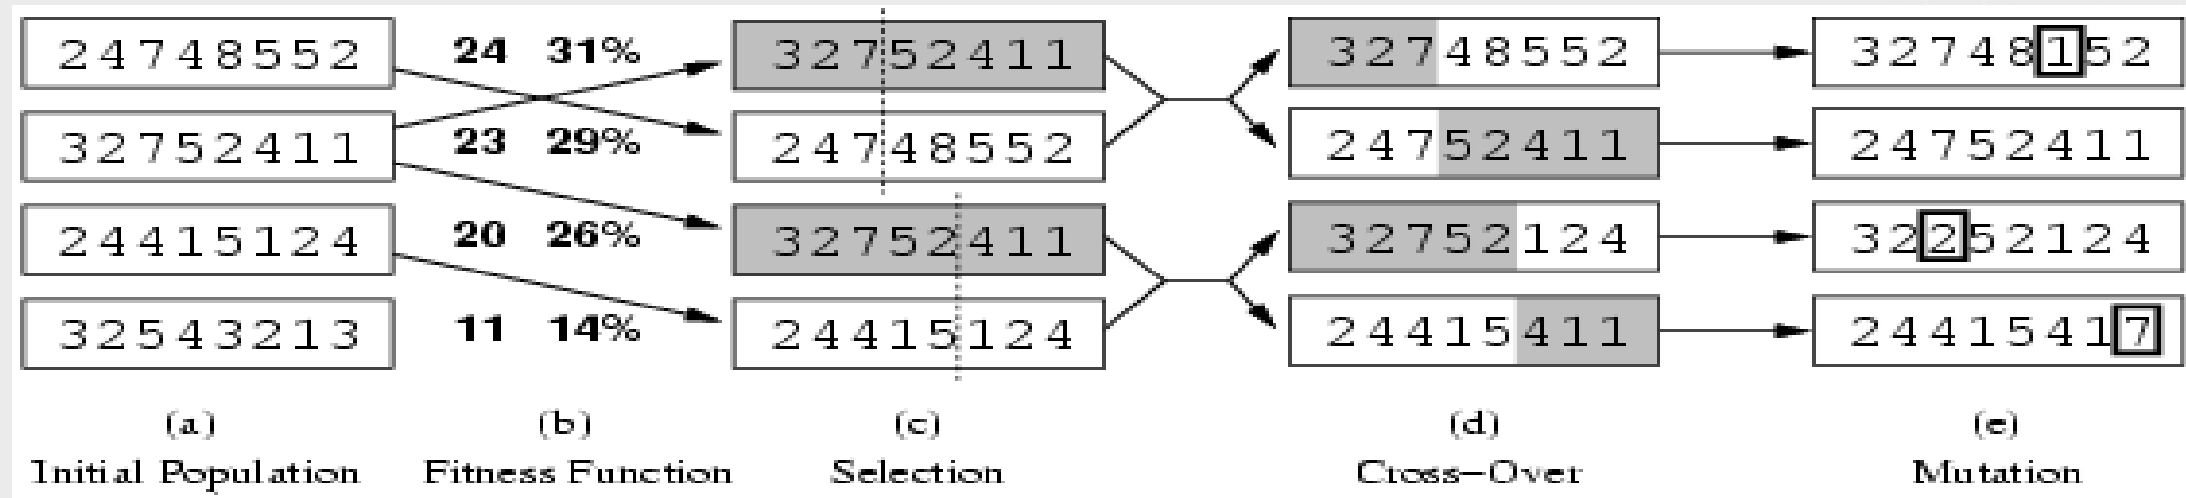 24748552 24 31% 32752411 32748552 32748152
32752411 23 29% 24748552 24752411 24752411
24415124 20 26% 32752411 32752124 32252124
32543213 11 14% 24415124 24415411 24415417
(a) (b) (c) (d) (e)
Initial Population Fitness Function Selection Cross-Over Mutation